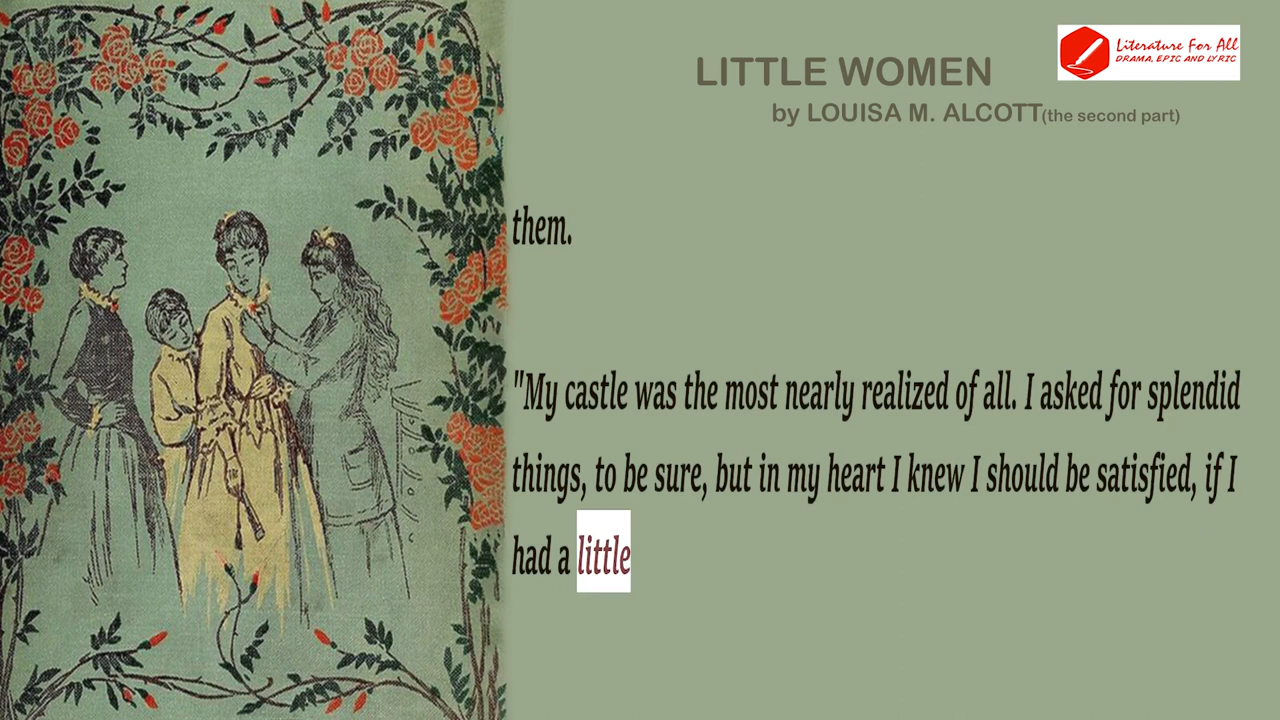 LITTLE WOMEN
by LOUISA M. ALCOTT(the second part)
Literature For All
DRAMA, EPIC AND LYRIC
them.
"My castle was the most nearly realized of all. I asked for splendid
things, to be sure, but in my heart I knew I should be satisfied, if I
had a little